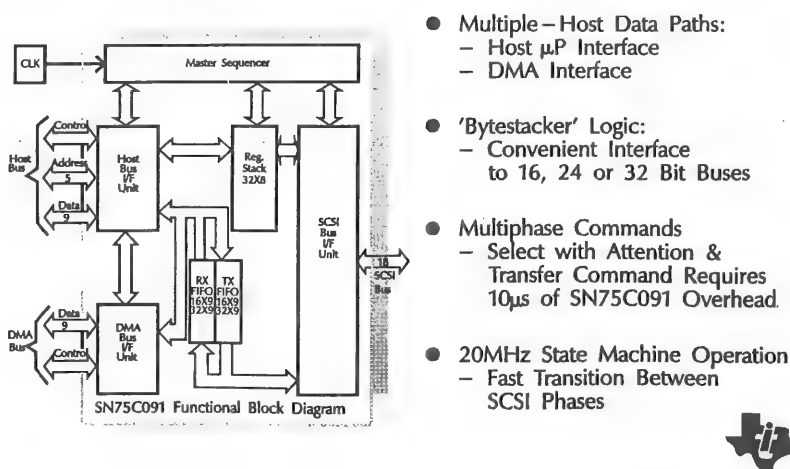 CLK
Master Sequencer
Host
Bus
Control
Address
5
Data
9
Host
Bus
I/F
Unit
Reg.
Stack
32X8
SCSI
Bus
I/F
Unit
18
SCSI
Bus
RX
FIFO
16X9
32X9
TX
FIFO
16X9
32X9
DMA
Bus
Data
9
Control
DMA
Bus
I/F
Unit
SN75C091 Functional Block Diagram
● Multiple–Host Data Paths:
– Host µP Interface
– DMA Interface
● 'Bytestacker' Logic:
– Convenient Interface
to 16, 24 or 32 Bit Buses
● Multiphase Commands
– Select with Attention &
Transfer Command Requires
10µs of SN75C091 Overhead.
● 20MHz State Machine Operation
– Fast Transition Between
SCSI Phases